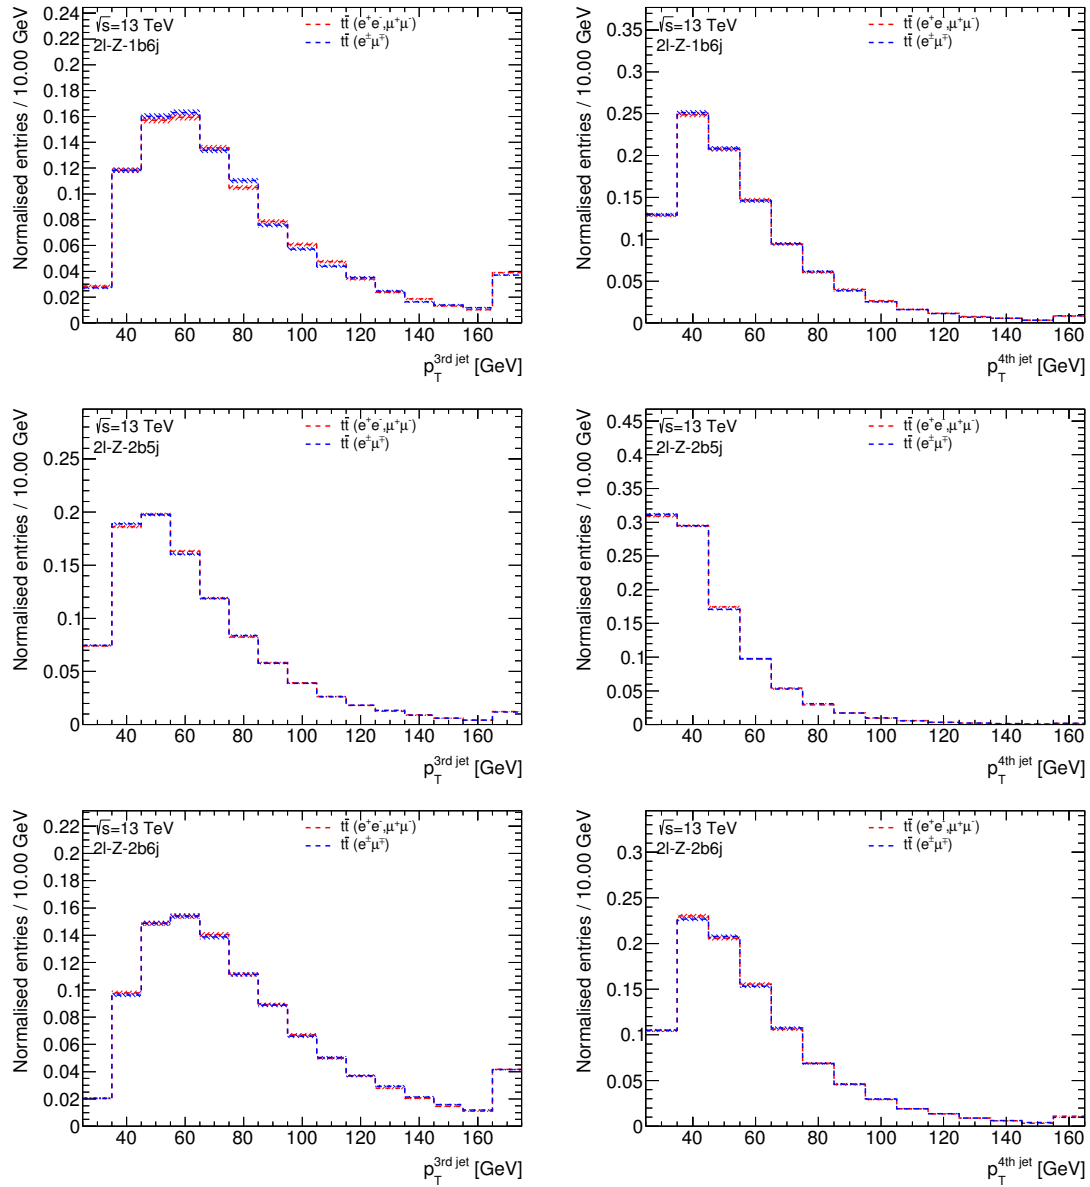 Normalised entries / 10.00 GeV
0.24
0.22
0.2
0.18
0.16
0.14
0.12
0.1
0.08
0.06
0.04
0.02
0
√s=13 TeV
2l-Z-1b6j
tt̄ (e⁺e⁻,μ⁺μ⁻)
tt̄ (e±μ∓)
40 60 80 100 120 140 160
p_T^3rd jet [GeV]
Normalised entries / 10.00 GeV
0.35
0.3
0.25
0.2
0.15
0.1
0.05
0
√s=13 TeV
2l-Z-1b6j
tt̄ (e⁺e⁻,μ⁺μ⁻)
tt̄ (e±μ∓)
40 60 80 100 120 140 160
p_T^4th jet [GeV]
Normalised entries / 10.00 GeV
0.25
0.2
0.15
0.1
0.05
0
√s=13 TeV
2l-Z-2b5j
tt̄ (e⁺e⁻,μ⁺μ⁻)
tt̄ (e±μ∓)
40 60 80 100 120 140 160
p_T^3rd jet [GeV]
Normalised entries / 10.00 GeV
0.45
0.4
0.35
0.3
0.25
0.2
0.15
0.1
0.05
0
√s=13 TeV
2l-Z-2b5j
tt̄ (e⁺e⁻,μ⁺μ⁻)
tt̄ (e±μ∓)
40 60 80 100 120 140 160
p_T^4th jet [GeV]
Normalised entries / 10.00 GeV
0.22
0.2
0.18
0.16
0.14
0.12
0.1
0.08
0.06
0.04
0.02
0
√s=13 TeV
2l-Z-2b6j
tt̄ (e⁺e⁻,μ⁺μ⁻)
tt̄ (e±μ∓)
40 60 80 100 120 140 160
p_T^3rd jet [GeV]
Normalised entries / 10.00 GeV
0.3
0.25
0.2
0.15
0.1
0.05
0
√s=13 TeV
2l-Z-2b6j
tt̄ (e⁺e⁻,μ⁺μ⁻)
tt̄ (e±μ∓)
40 60 80 100 120 140 160
p_T^4th jet [GeV]